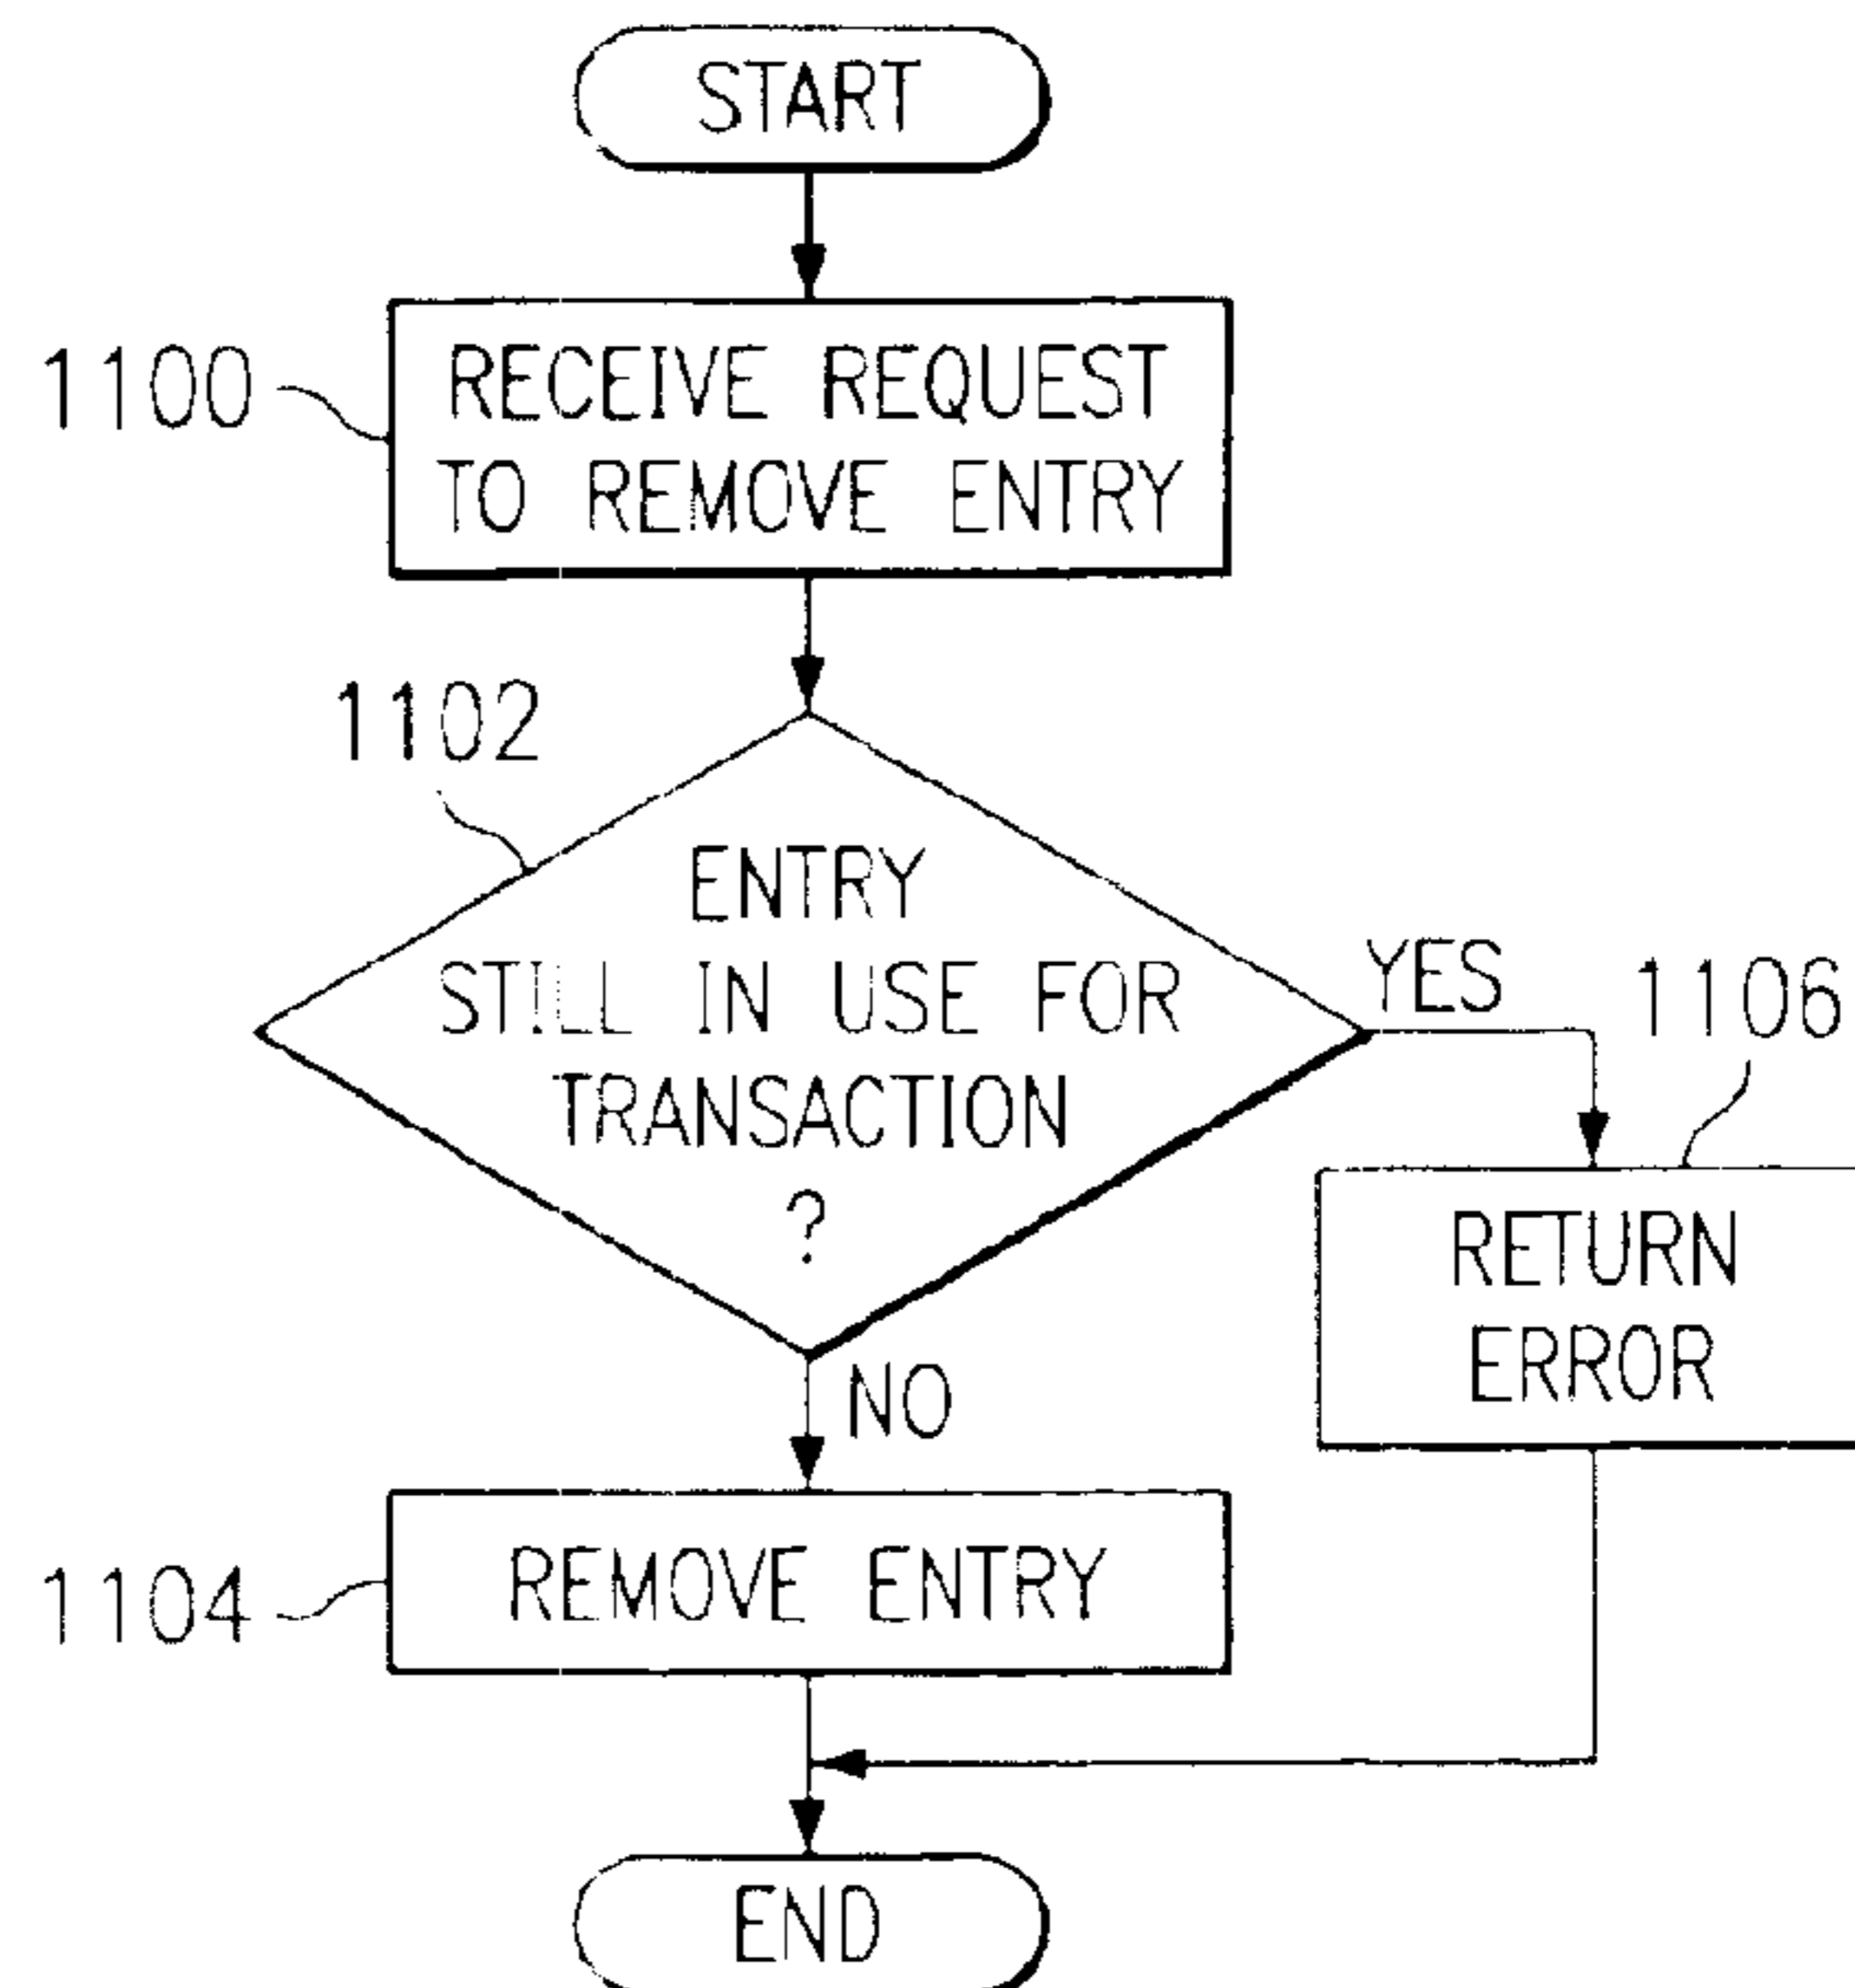 START
1100
RECEIVE REQUEST
TO REMOVE ENTRY
1102
ENTRY
STILL IN USE FOR
TRANSACTION
?
YES
1106
RETURN
ERROR
NO
1104
REMOVE ENTRY
END